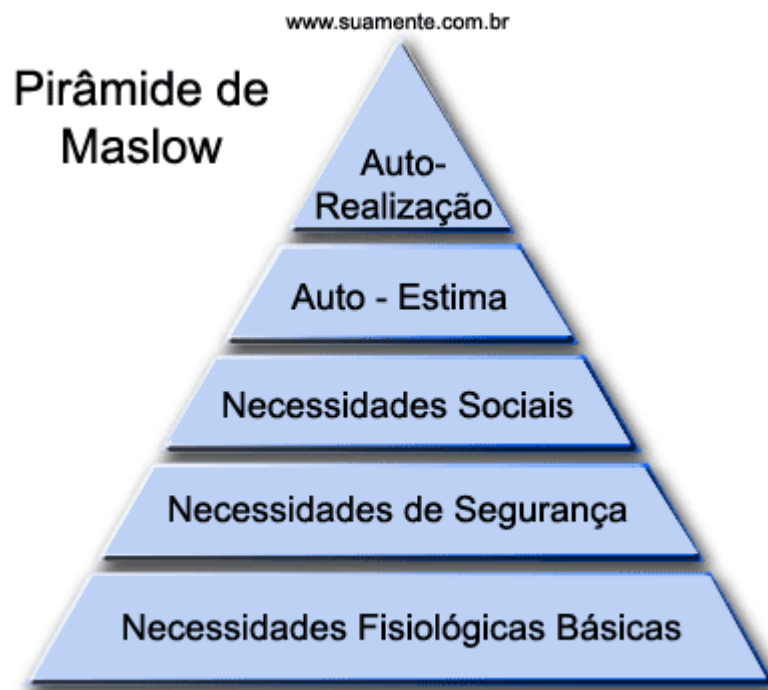 www.suamente.com.br
Pirâmide de
Maslow
Auto-
Realização
Auto - Estima
Necessidades Sociais
Necessidades de Segurança
Necessidades Fisiológicas Básicas